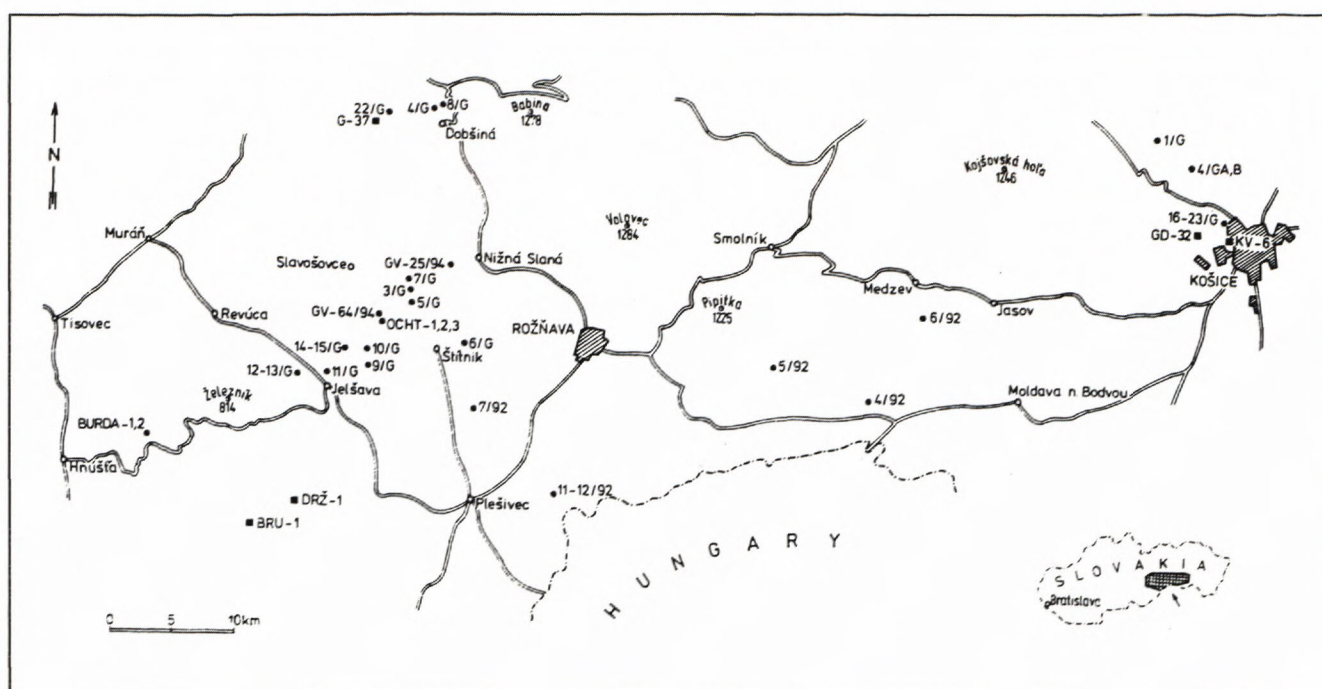 N
22/G
G-37
4/G
8/G
Dobšiná
Babina
Volovec
1284
Kojšovská hoľa
1246
1/G
4/GA,B
16-23/G
GD-32
KV-6
KOŠICE
Muráň
Slavošovce
GV-25/94
Nižná Slaná
7/G
3/G
5/G
GV-64/94
OCHT-1,2,3
Smolník
Medzev
Jasov
Pipitka
1225
6/92
Tisovec
Revúca
14-15/G
10/G
9/G
6/G
Štítnik
ROŽŇAVA
12-13/G
11/G
Jelšava
Železník
814
5/92
4/92
Moldava n Bodvou
7/92
BURDA-1,2
Hnúšťa
DRŽ-1
BRU-1
Plešivec
11-12/92
HUNGARY
SLOVAKIA
Bratislava
0 5 10km